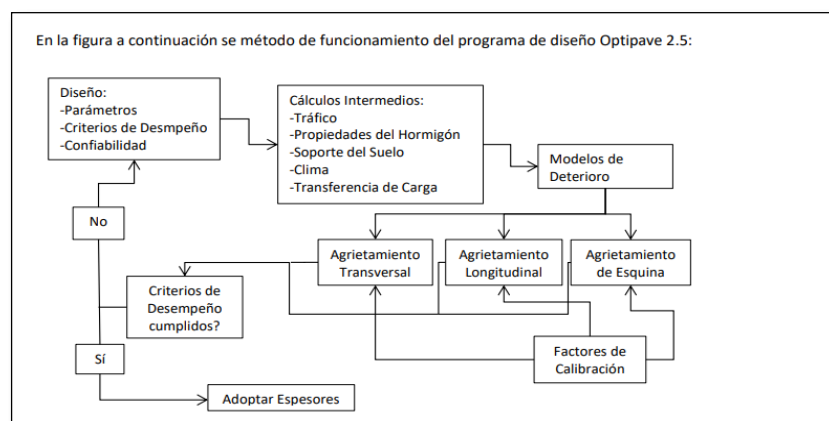 En la figura a continuación se método de funcionamiento del programa de diseño Optipave 2.5:
Diseño:
-Parámetros
-Criterios de Desmpeño
-Confiabilidad
Cálculos Intermedios:
-Tráfico
-Propiedades del Hormigón
-Soporte del Suelo
-Clima
-Transferencia de Carga
Modelos de
Deterioro
No
Agrietamiento
Transversal
Agrietamiento
Longitudinal
Agrietamiento
de Esquina
Criterios de
Desempeño
cumplidos?
Sí
Factores de
Calibración
Adoptar Espesores